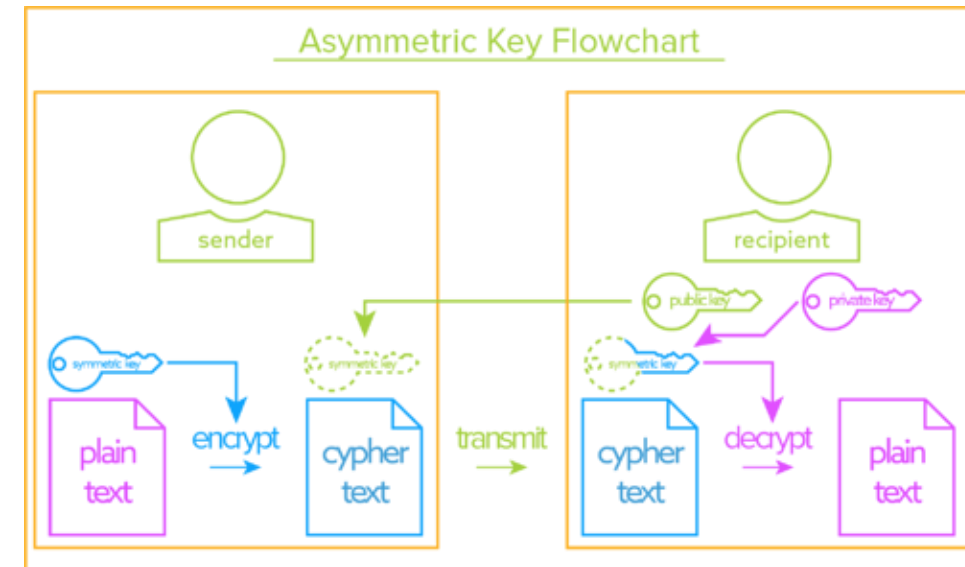 Asymmetric Key Flowchart
sender
recipient
public key
private key
symmetric key
symmetric key
symmetric key
plain
text
encrypt
cypher
text
transmit
cypher
text
decrypt
plain
text